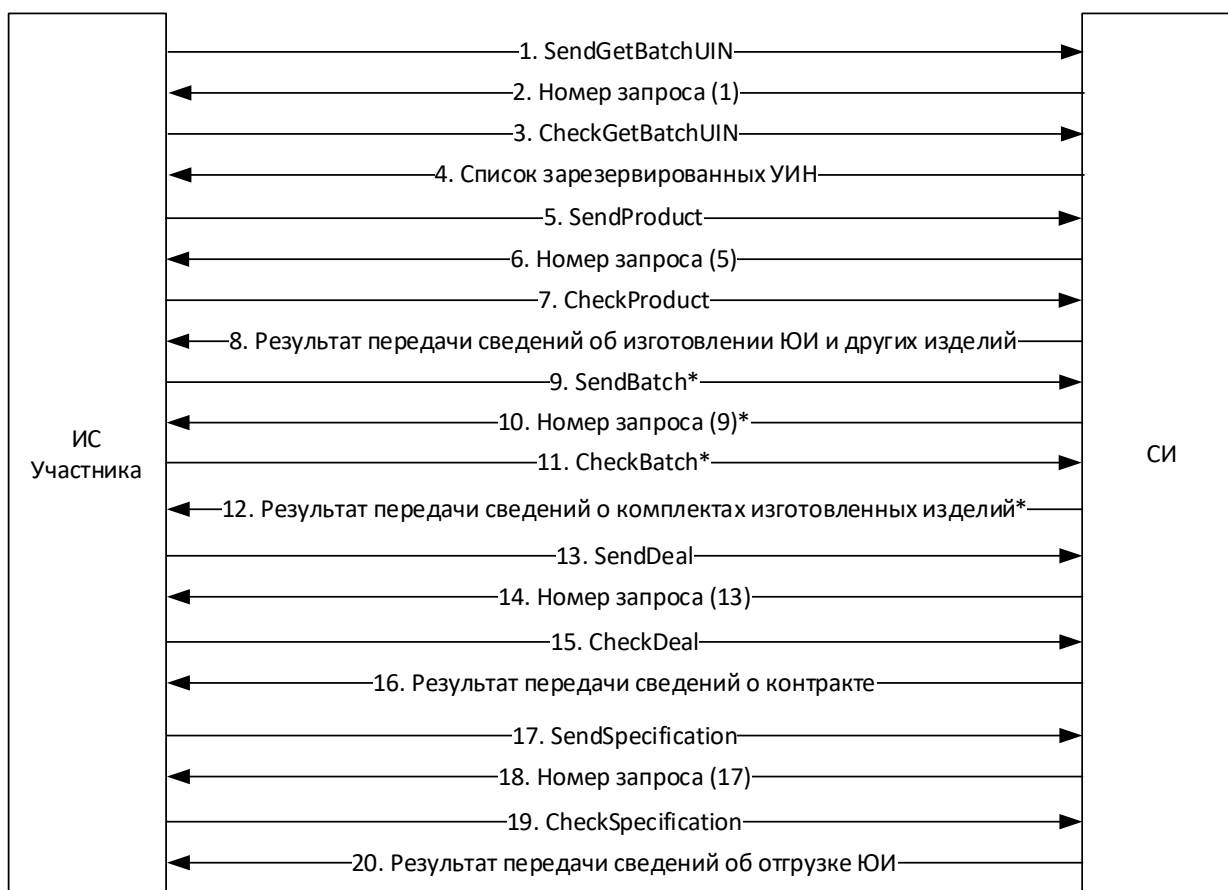 1. SendGetBatchUIN
2. Номер запроса (1)
3. CheckGetBatchUIN
4. Список зарезервированных УИН
5. SendProduct
6. Номер запроса (5)
7. CheckProduct
8. Результат передачи сведений об изготовлении ЮИ и других изделий
9. SendBatch*
10. Номер запроса (9)*
ИС
Участника
СИ
11. CheckBatch*
12. Результат передачи сведений о комплектах изготовленных изделий*
13. SendDeal
14. Номер запроса (13)
15. CheckDeal
16. Результат передачи сведений о контракте
17. SendSpecification
18. Номер запроса (17)
19. CheckSpecification
20. Результат передачи сведений об отгрузке ЮИ